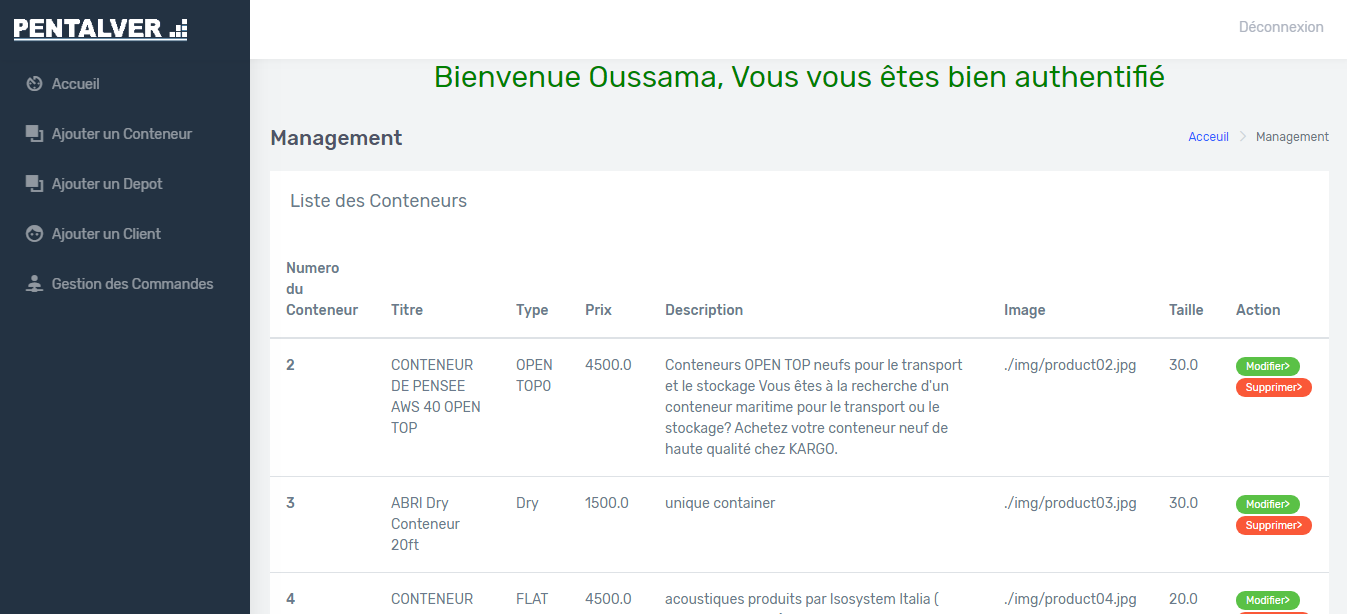 PENTALVER
Déconnexion
Accueil
Ajouter un Conteneur
Ajouter un Depot
Ajouter un Client
Gestion des Commandes
Bienvenue Oussama, Vous vous êtes bien authentifié
Management
Acceuil > Management
Liste des Conteneurs
Numero
du
Conteneur Titre Type Prix Description Image Taille Action
2 CONTENEUR OPEN 4500.0 Conteneurs OPEN TOP neufs pour le transport ./img/product02.jpg 30.0 Modifier>
DE PENSEE TOP0 et le stockage Vous êtes à la recherche d'un Supprimer>
AWS 40 OPEN conteneur maritime pour le transport ou le
TOP stockage? Achetez votre conteneur neuf de
haute qualité chez KARGO.
3 ABRI Dry Dry 1500.0 unique container ./img/product03.jpg 30.0 Modifier>
Conteneur Supprimer>
20ft
4 CONTENEUR FLAT 4500.0 acoustiques produits par Isosystem Italia ( ./img/product04.jpg 20.0 Modifier>